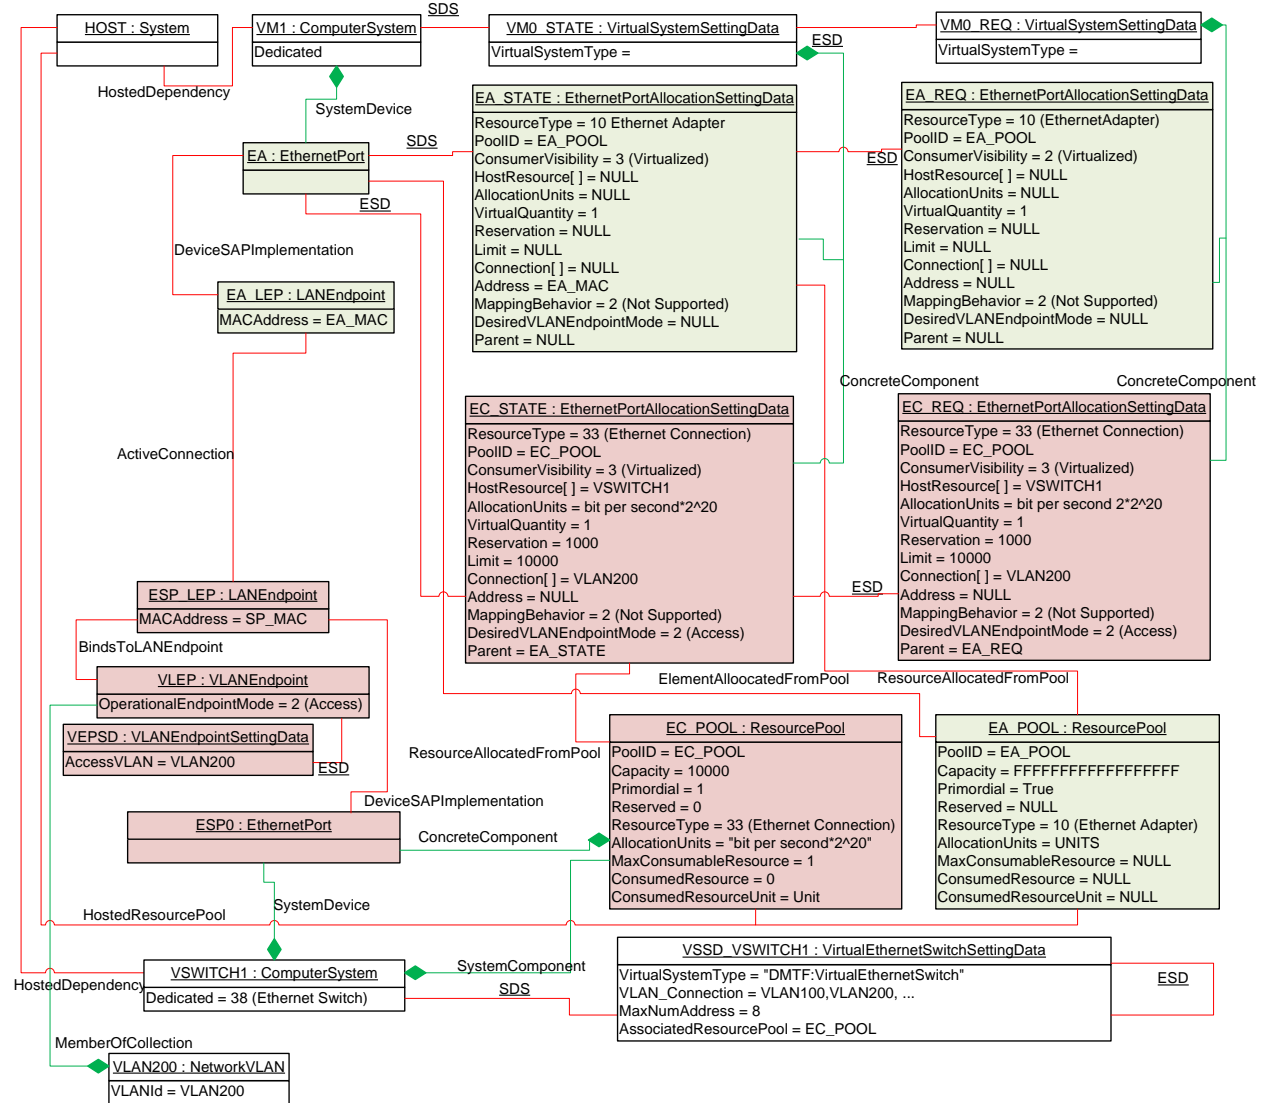 SDS
HOST : System
VM1 : ComputerSystem
Dedicated
VM0_STATE : VirtualSystemSettingData
VirtualSystemType =
VM0_REQ : VirtualSystemSettingData
VirtualSystemType =
ESD
HostedDependency
SystemDevice
EA : EthernetPort
SDS
ESD
EA_STATE : EthernetPortAllocationSettingData
ResourceType = 10 Ethernet Adapter
PoolID = EA_POOL
ConsumerVisibility = 3 (Virtualized)
HostResource[ ] = NULL
AllocationUnits = NULL
VirtualQuantity = 1
Reservation = NULL
Limit = NULL
Connection[ ] = NULL
Address = EA_MAC
MappingBehavior = 2 (Not Supported)
DesiredVLANEndpointMode = NULL
Parent = NULL
ESD
EA_REQ : EthernetPortAllocationSettingData
ResourceType = 10 (EthernetAdapter)
PoolID = EA_POOL
ConsumerVisibility = 2 (Virtualized)
HostResource[ ] = NULL
AllocationUnits = NULL
VirtualQuantity = 1
Reservation = NULL
Limit = NULL
Connection[ ] = NULL
Address = NULL
MappingBehavior = 2 (Not Supported)
DesiredVLANEndpointMode = NULL
Parent = NULL
DeviceSAPImplementation
EA_LEP : LANEndpoint
MACAddress = EA_MAC
ConcreteComponent
ConcreteComponent
ActiveConnection
EC_STATE : EthernetPortAllocationSettingData
ResourceType = 33 (Ethernet Connection)
PoolID = EC_POOL
ConsumerVisibility = 3 (Virtualized)
HostResource[ ] = VSWITCH1
AllocationUnits = bit per second*2^20
VirtualQuantity = 1
Reservation = 1000
Limit = 10000
Connection[ ] = VLAN200
Address = NULL
MappingBehavior = 2 (Not Supported)
DesiredVLANEndpointMode = 2 (Access)
Parent = EA_STATE
ESD
EC_REQ : EthernetPortAllocationSettingData
ResourceType = 33 (Ethernet Connection)
PoolID = EC_POOL
ConsumerVisibility = 3 (Virtualized)
HostResource[ ] = VSWITCH1
AllocationUnits = bit per second 2*2^20
VirtualQuantity = 1
Reservation = 1000
Limit = 10000
Connection[ ] = VLAN200
Address = NULL
MappingBehavior = 2 (Not Supported)
DesiredVLANEndpointMode = 2 (Access)
Parent = EA_REQ
ESP_LEP : LANEndpoint
MACAddress = SP_MAC
BindsToLANEndpoint
VLEP : VLANEndpoint
OperationalEndpointMode = 2 (Access)
VEPSD : VLANEndpointSettingData
AccessVLAN = VLAN200
ESD
ElementAlloocatedFromPool
ResourceAllocatedFromPool
ResourceAllocatedFromPool
EC_POOL : ResourcePool
PoolID = EC_POOL
Capacity = 10000
Primordial = 1
Reserved = 0
ResourceType = 33 (Ethernet Connection)
AllocationUnits = "bit per second*2^20"
MaxConsumableResource = 1
ConsumedResource = 0
ConsumedResourceUnit = Unit
EA_POOL : ResourcePool
PoolID = EA_POOL
Capacity = FFFFFFFFFFFFFFFFFF
Primordial = True
Reserved = NULL
ResourceType = 10 (Ethernet Adapter)
AllocationUnits = UNITS
MaxConsumableResource = NULL
ConsumedResource = NULL
ConsumedResourceUnit = NULL
DeviceSAPImplementation
ESP0 : EthernetPort
ConcreteComponent
SystemDevice
HostedResourcePool
VSWITCH1 : ComputerSystem
Dedicated = 38 (Ethernet Switch)
HostedDependency
SystemComponent
SDS
VSSD_VSWITCH1 : VirtualEthernetSwitchSettingData
VirtualSystemType = "DMTF:VirtualEthernetSwitch"
VLAN_Connection = VLAN100,VLAN200, ...
MaxNumAddress = 8
AssociatedResourcePool = EC_POOL
ESD
MemberOfCollection
VLAN200 : NetworkVLAN
VLANId = VLAN200